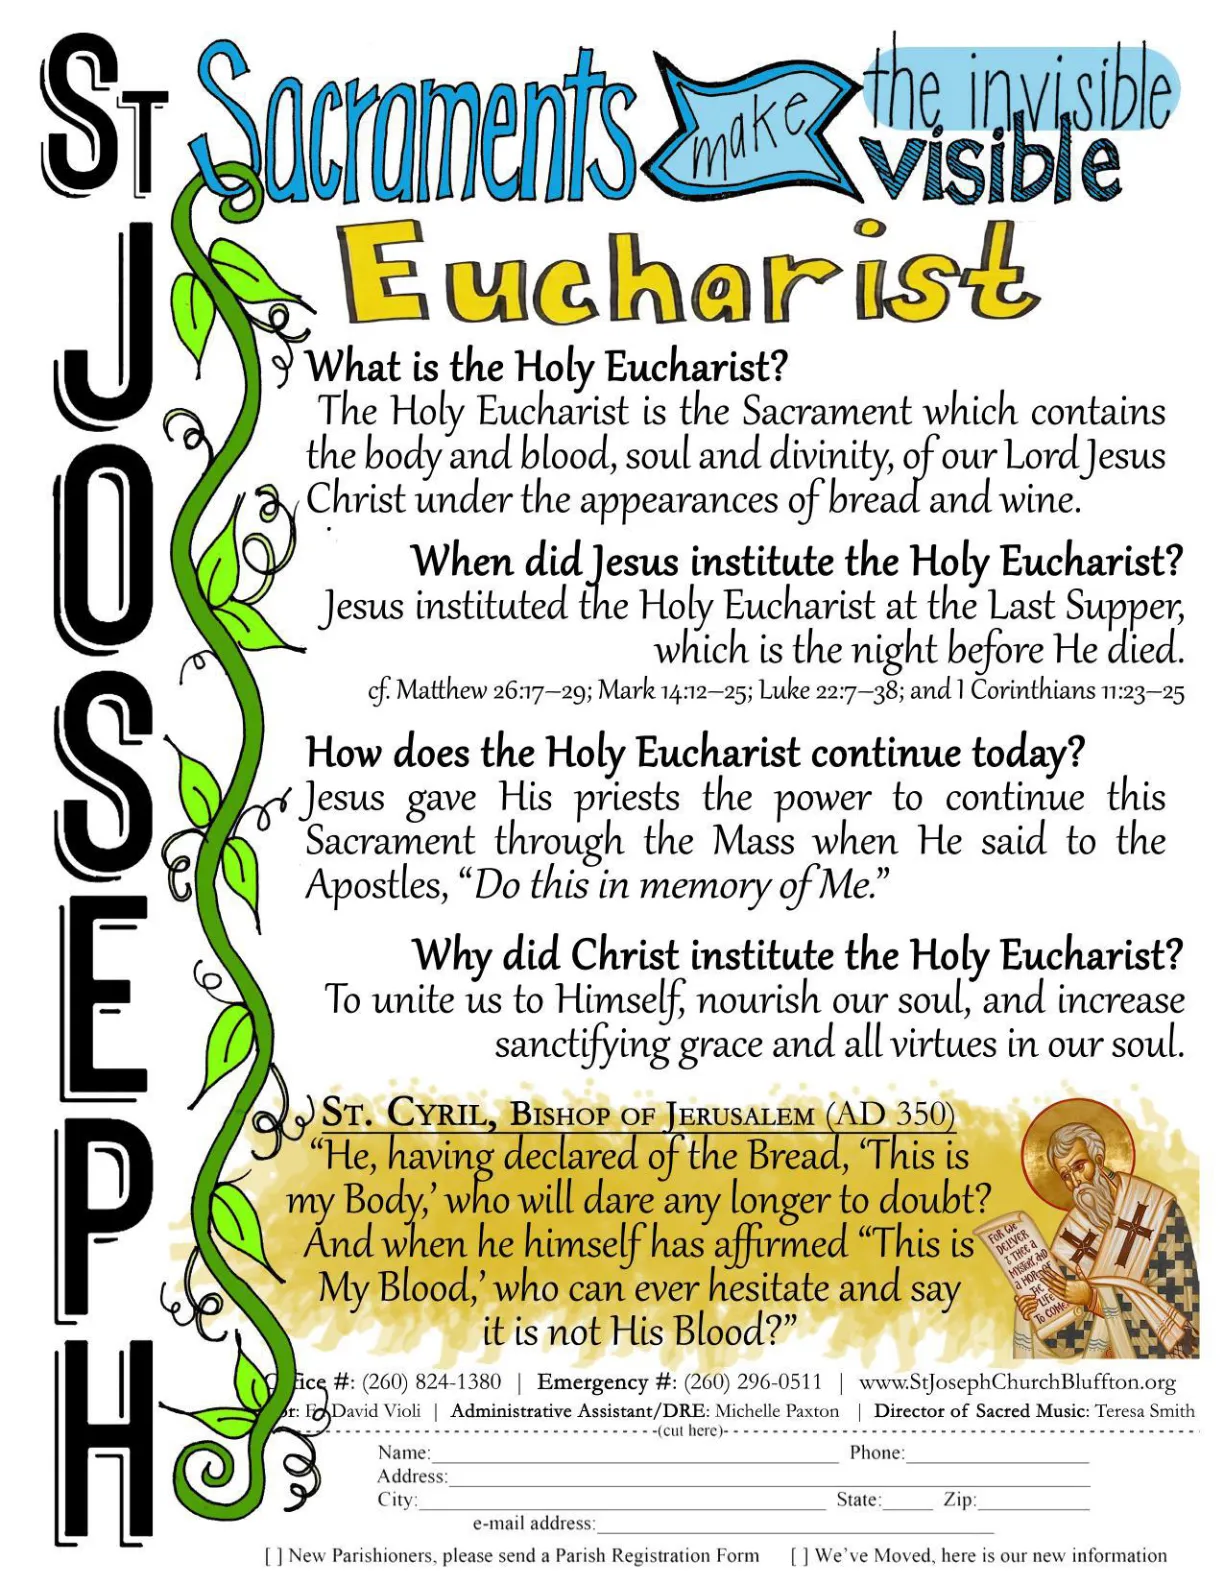 ST JOSEPH
Sacraments make the invisible visible
Eucharist
What is the Holy Eucharist?
The Holy Eucharist is the Sacrament which contains
the body and blood, soul and divinity, of our Lord Jesus
Christ under the appearances of bread and wine.
When did Jesus institute the Holy Eucharist?
Jesus instituted the Holy Eucharist at the Last Supper,
which is the night before He died.
cf. Matthew 26:17–29; Mark 14:12–25; Luke 22:7–38; and 1 Corinthians 11:23–25
How does the Holy Eucharist continue today?
Jesus gave His priests the power to continue this
Sacrament through the Mass when He said to the
Apostles, “Do this in memory of Me.”
Why did Christ institute the Holy Eucharist?
To unite us to Himself, nourish our soul, and increase
sanctifying grace and all virtues in our soul.
ST. CYRIL, BISHOP OF JERUSALEM (AD 350)
“He, having declared of the Bread, ‘This is
my Body,’ who will dare any longer to doubt?
And when he himself has affirmed “This is
My Blood,’ who can ever hesitate and say
it is not His Blood?”
FOR WE
DELIVER
THEE A
MYSTERY, AND
A HOPE OF
THE
LIFE
TO COME
#: (260) 824-1380 | Emergency #: (260) 296-0511 | www.StJosephChurchBluffton.org
David Violi | Administrative Assistant/DRE: Michelle Paxton | Director of Sacred Music: Teresa Smith
(cut here)
Name: Phone:
Address:
City: State: Zip:
e-mail address:
[ ] New Parishioners, please send a Parish Registration Form [ ] We’ve Moved, here is our new information